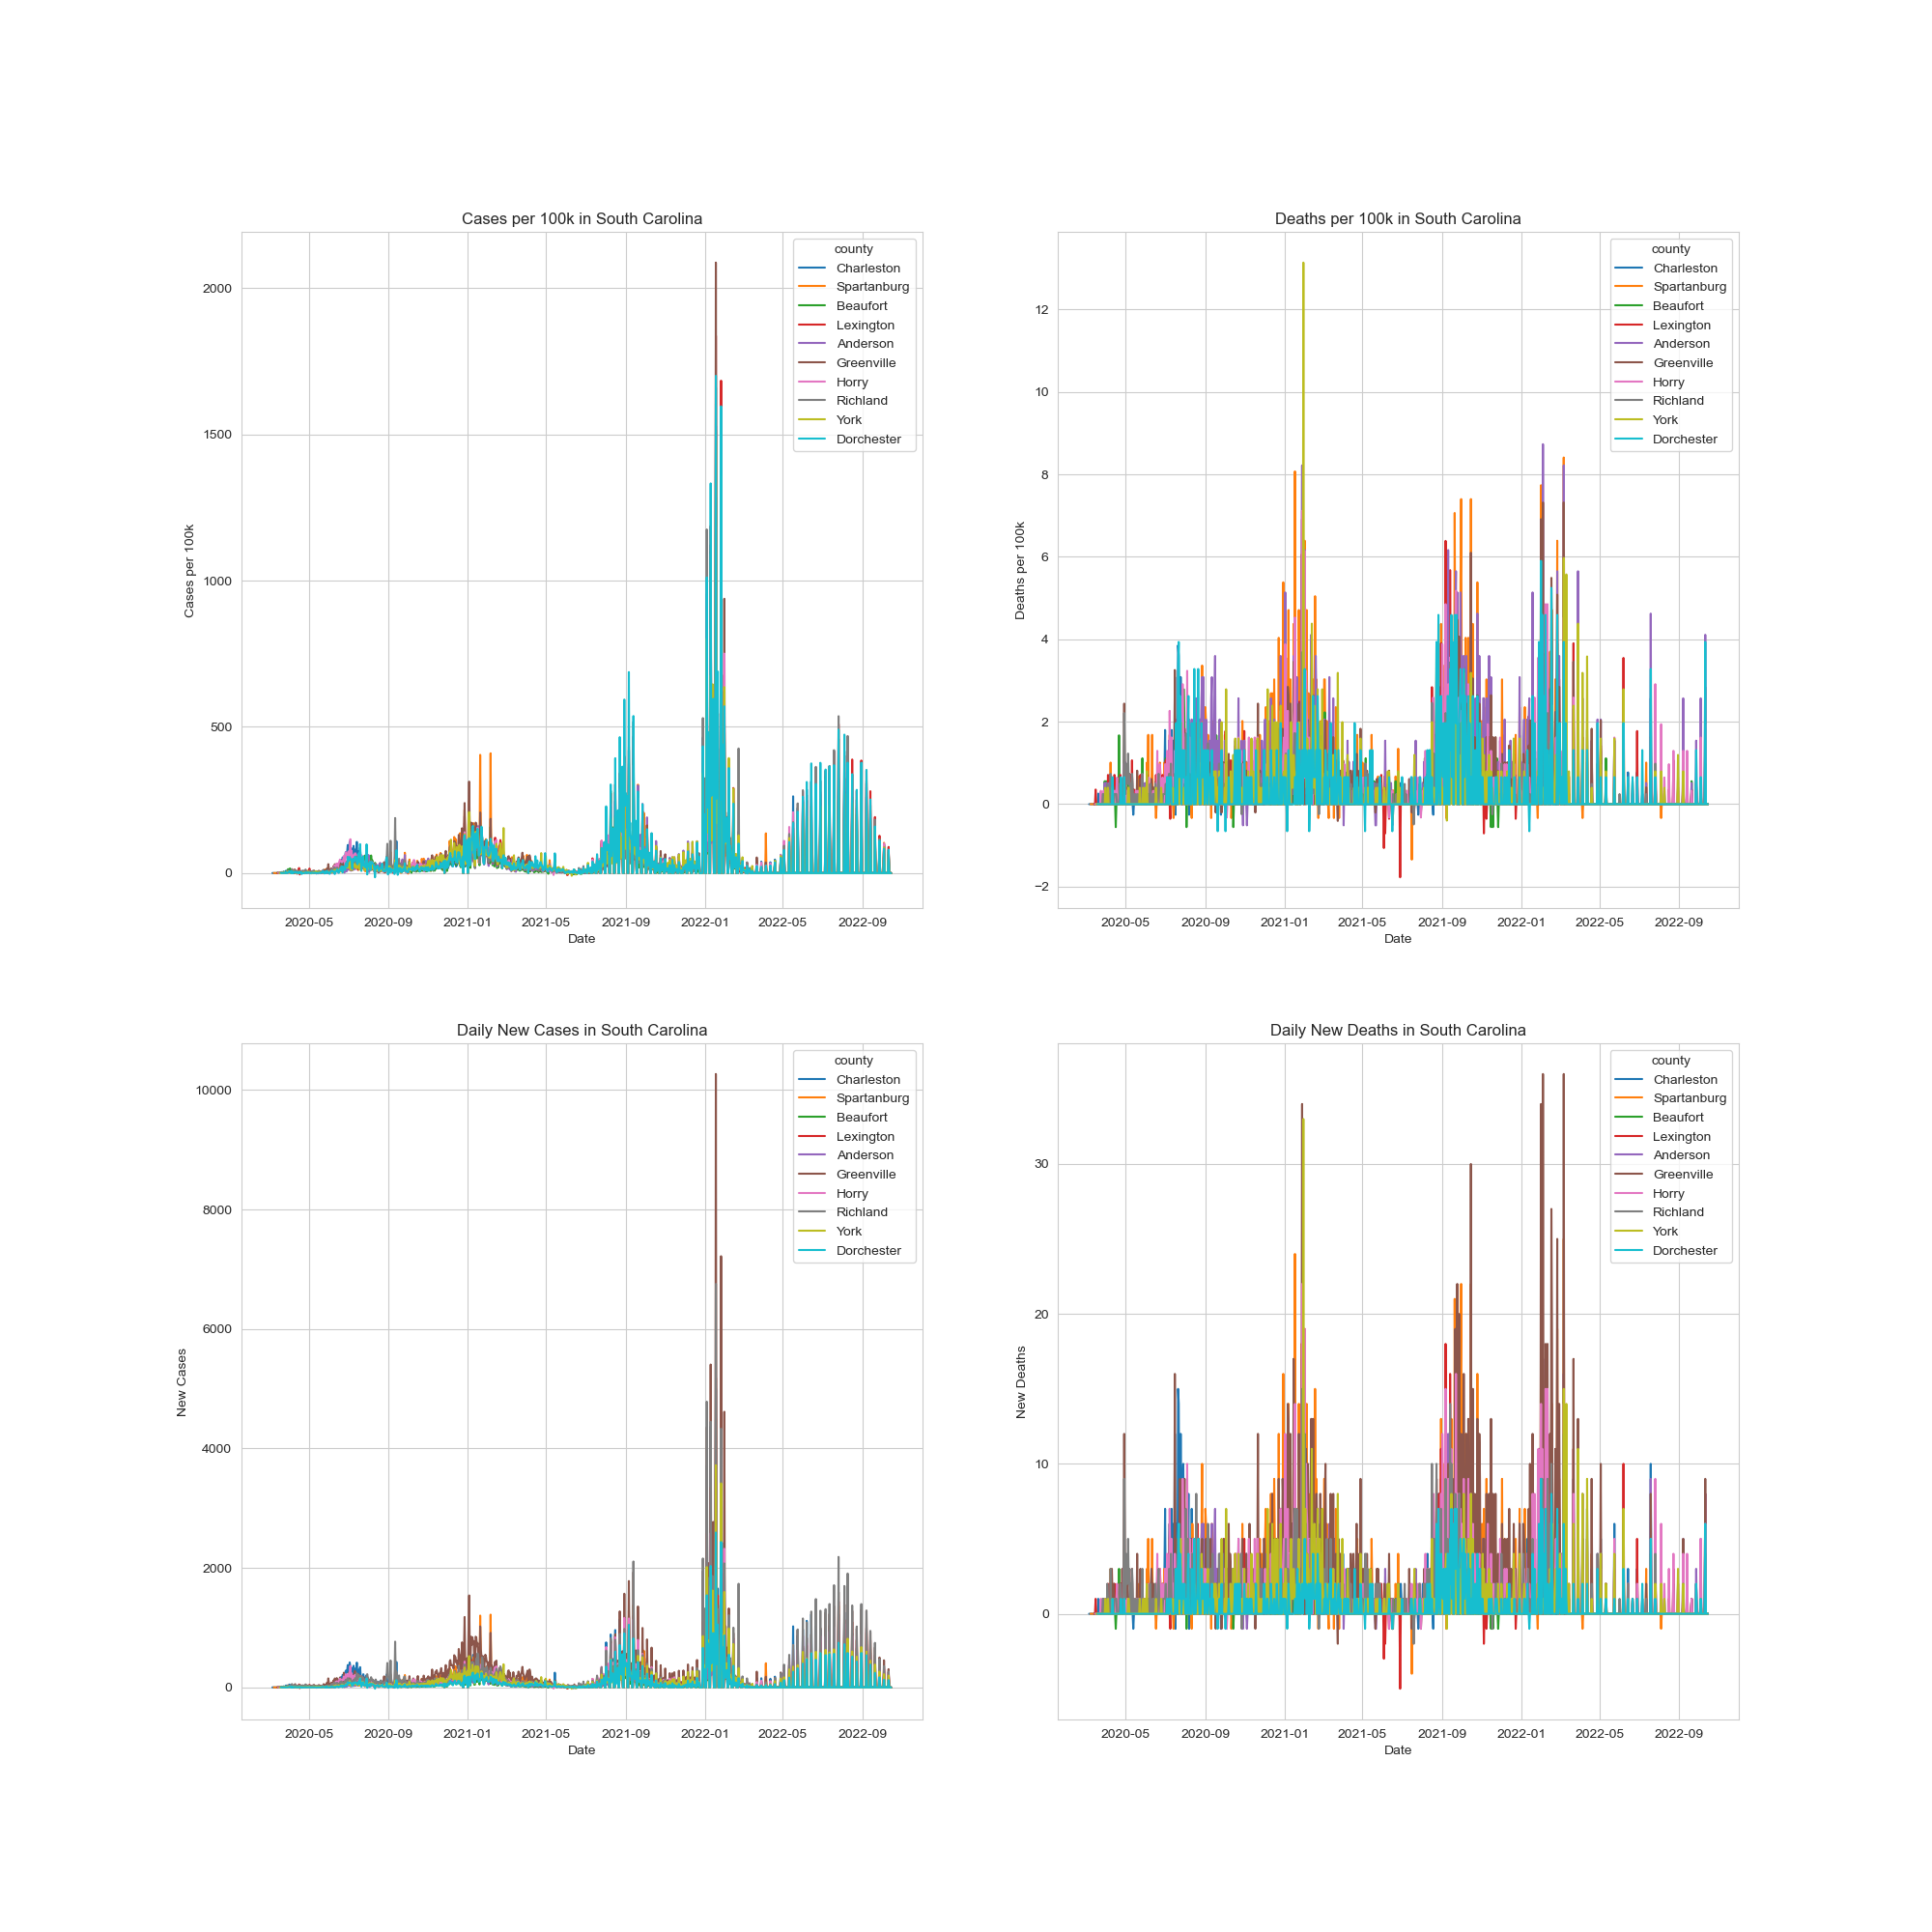 Cases per 100k in South Carolina
Cases per 100k
2000
1500
1000
500
0
county
Charleston
Spartanburg
Beaufort
Lexington
Anderson
Greenville
Horry
Richland
York
Dorchester
2020-05 2020-09 2021-01 2021-05 2021-09 2022-01 2022-05 2022-09
Date
Deaths per 100k in South Carolina
Deaths per 100k
12
10
8
6
4
2
0
−2
county
Charleston
Spartanburg
Beaufort
Lexington
Anderson
Greenville
Horry
Richland
York
Dorchester
2020-05 2020-09 2021-01 2021-05 2021-09 2022-01 2022-05 2022-09
Date
Daily New Cases in South Carolina
New Cases
10000
8000
6000
4000
2000
0
county
Charleston
Spartanburg
Beaufort
Lexington
Anderson
Greenville
Horry
Richland
York
Dorchester
2020-05 2020-09 2021-01 2021-05 2021-09 2022-01 2022-05 2022-09
Date
Daily New Deaths in South Carolina
New Deaths
30
20
10
0
county
Charleston
Spartanburg
Beaufort
Lexington
Anderson
Greenville
Horry
Richland
York
Dorchester
2020-05 2020-09 2021-01 2021-05 2021-09 2022-01 2022-05 2022-09
Date